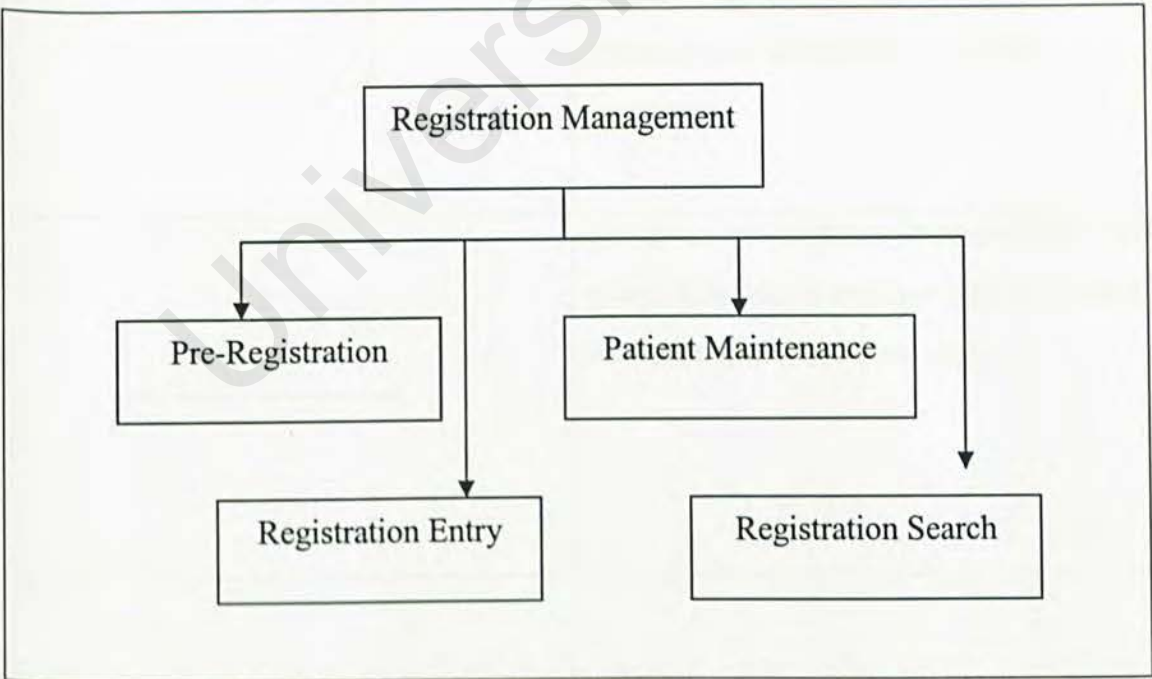 Registration Management
Pre-Registration
Patient Maintenance
Registration Entry
Registration Search